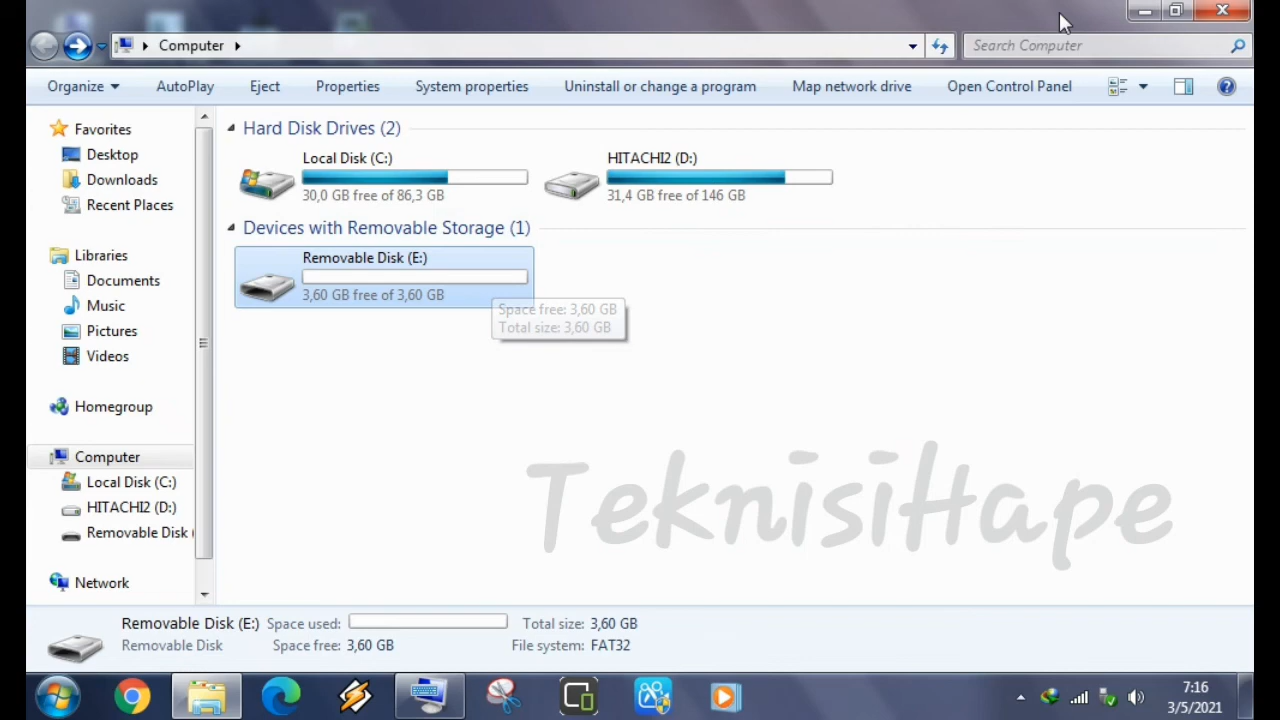 Computer
Search Computer
Organize
AutoPlay
Eject
Properties
System properties
Uninstall or change a program
Map network drive
Open Control Panel
Favorites
Desktop
Downloads
Recent Places
Libraries
Documents
Music
Pictures
Videos
Homegroup
Computer
Local Disk (C:)
HITACHI2 (D:)
Removable Disk (
Network
Hard Disk Drives (2)
Local Disk (C:)
30,0 GB free of 86,3 GB
HITACHI2 (D:)
31,4 GB free of 146 GB
Devices with Removable Storage (1)
Removable Disk (E:)
3,60 GB free of 3,60 GB
Space free: 3,60 GB
Total size: 3,60 GB
TeknisiHape
Removable Disk (E:) Space used: Total size: 3,60 GB
Removable Disk Space free: 3,60 GB File system: FAT32
7:16
3/5/2021